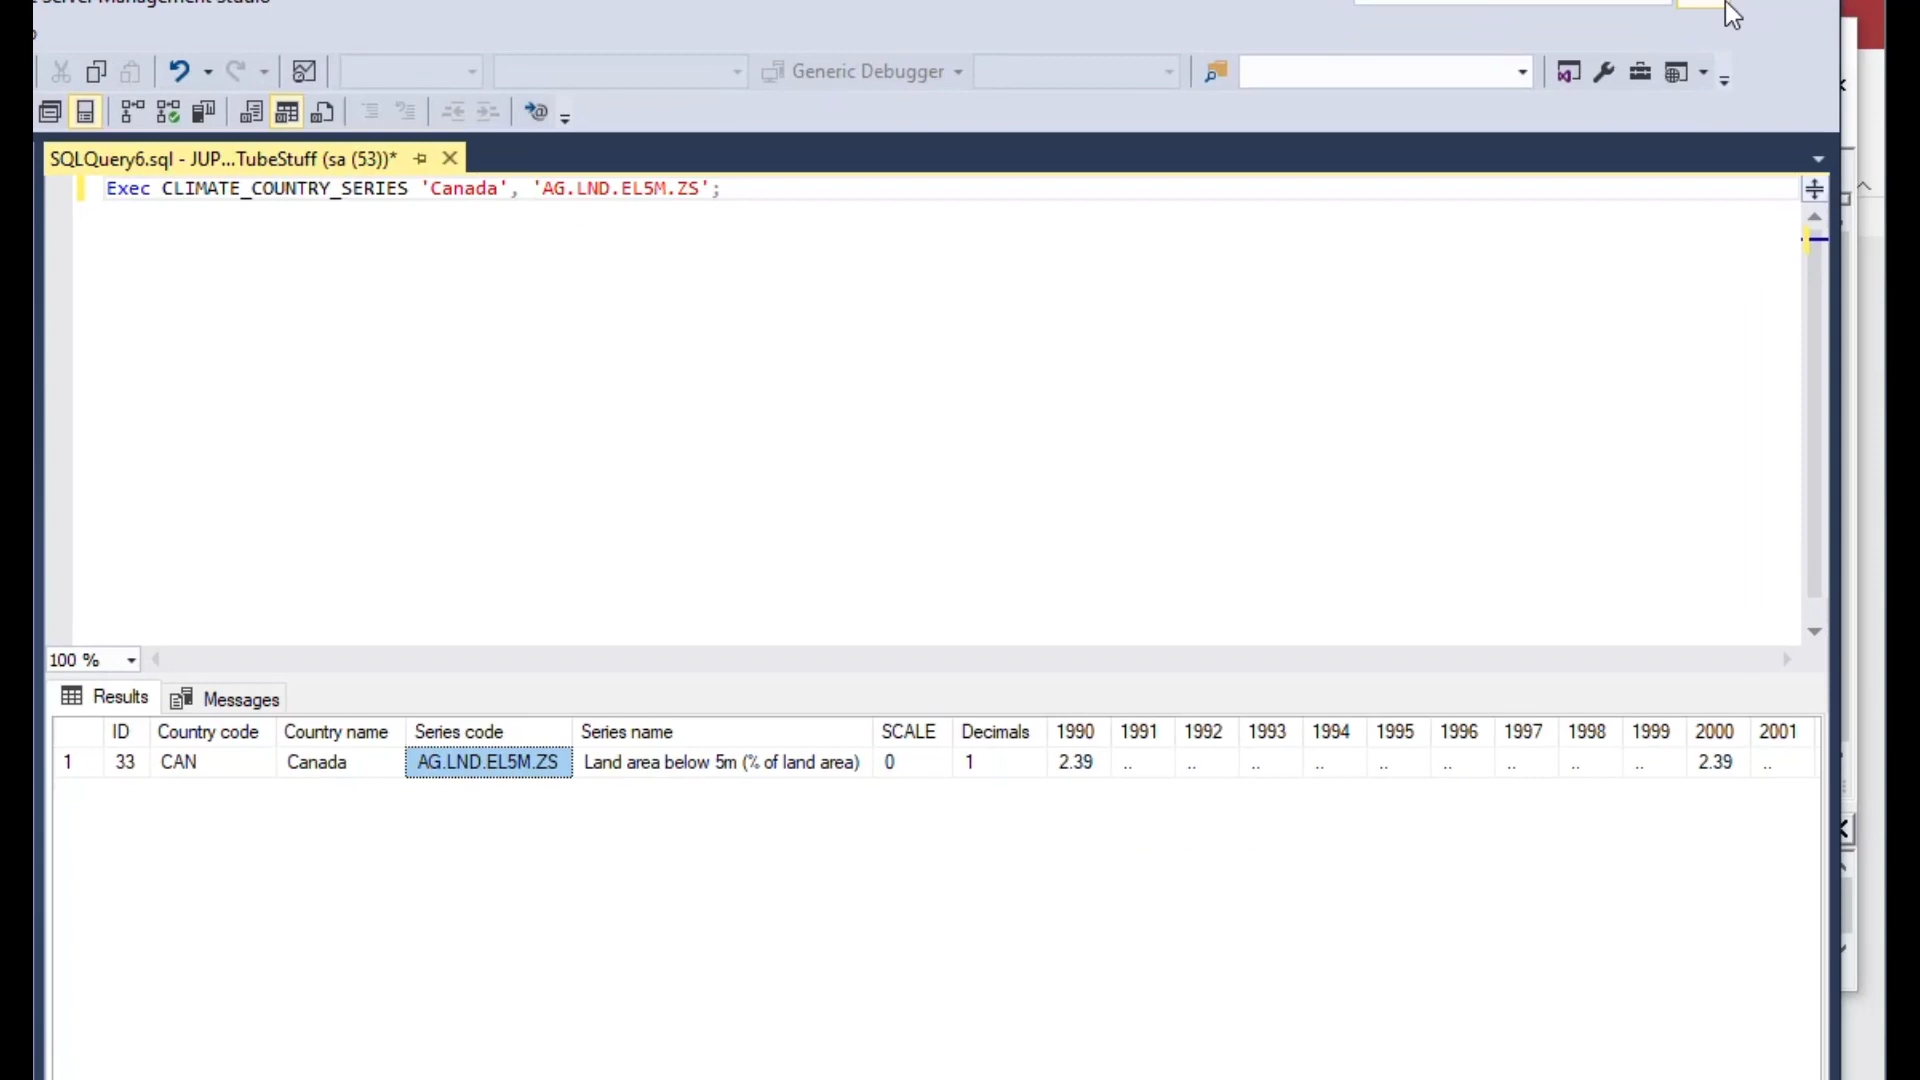 Server Management Studio
Generic Debugger
SQLQuery6.sql - JUP...TubeStuff (sa (53))*
Exec CLIMATE_COUNTRY_SERIES 'Canada', 'AG.LND.EL5M.ZS';
100 %
Results Messages
ID Country code Country name Series code Series name SCALE Decimals 1990 1991 1992 1993 1994 1995 1996 1997 1998 1999 2000 2001
1 33 CAN Canada AG.LND.EL5M.ZS Land area below 5m (% of land area) 0 1 2.39 .. .. .. .. .. .. .. .. .. 2.39 ..